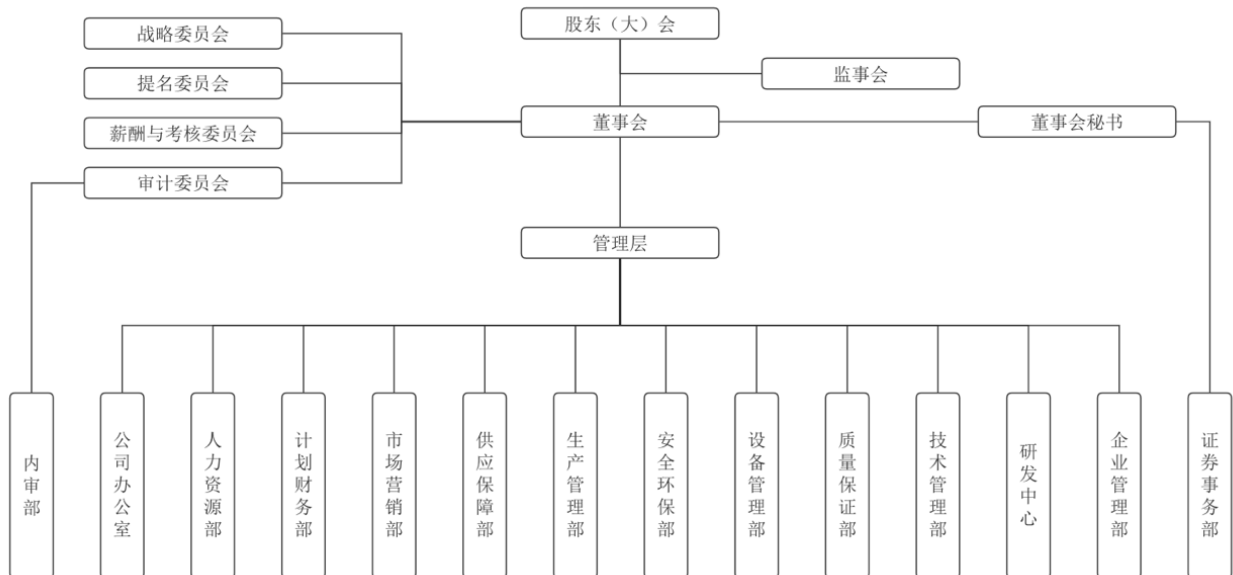 股东（大）会
战略委员会
监事会
提名委员会
董事会
董事会秘书
薪酬与考核委员会
审计委员会
管理层
内审部
公司办公室
人力资源部
计划财务部
市场营销部
供应保障部
生产管理部
安全环保部
设备管理部
质量保证部
技术管理部
研发中心
企业管理部
证券事务部